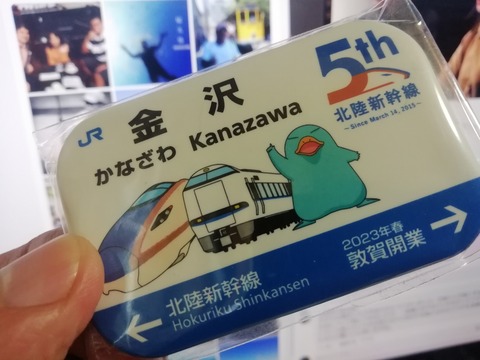 JR
金沢
かなざわ Kanazawa
5th
北陸新幹線
～Since March 14, 2015～
北陸新幹線
Hokuriku Shinkansen
←
2023年春
敦賀開業
→